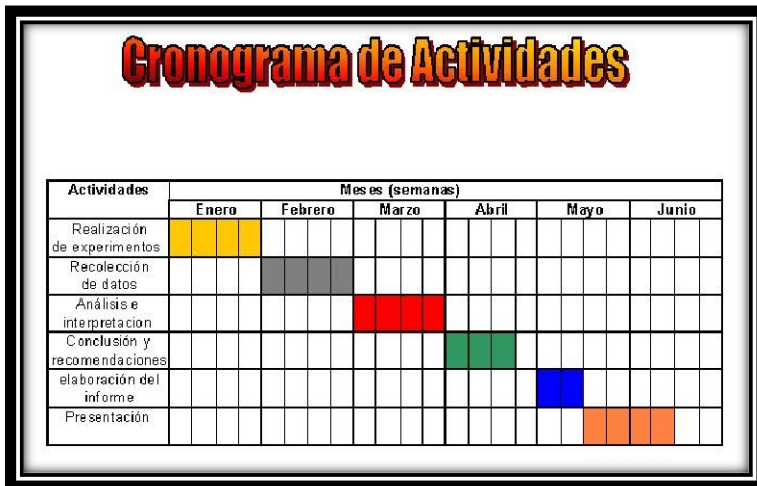 Cronograma de Actividades
Actividades
Meses (semanas)
Enero Febrero Marzo Abril Mayo Junio
Realización
de experimentos
Recolección
de datos
Análisis e
interpretacion
Conclusión y
recomendaciones
elaboración del
informe
Presentación